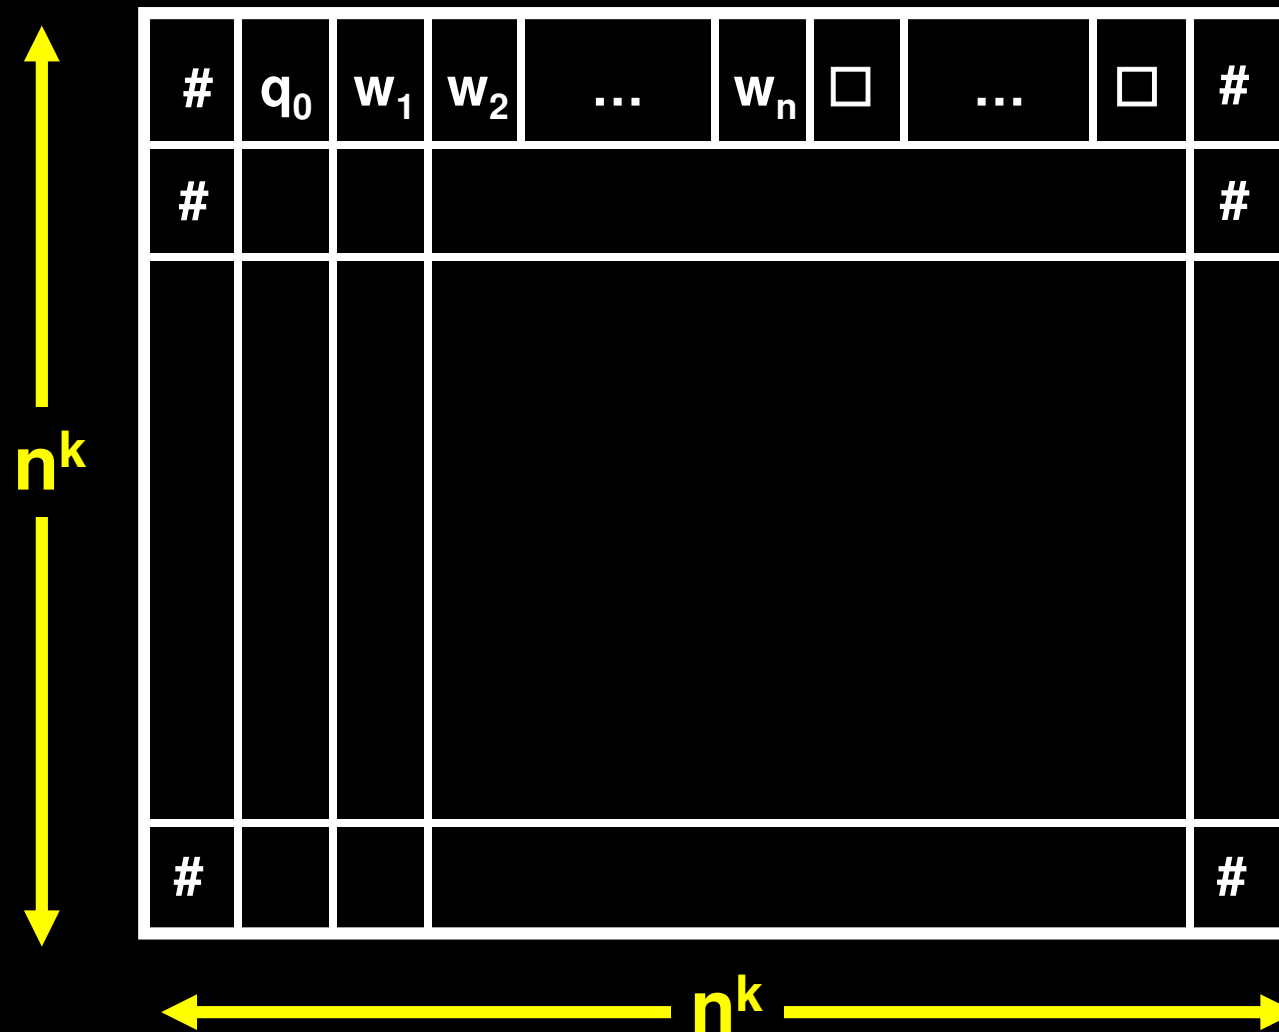 # q₀ w₁ w₂ ... wₙ □ ... □ #
# #
nᵏ
# #
nᵏ